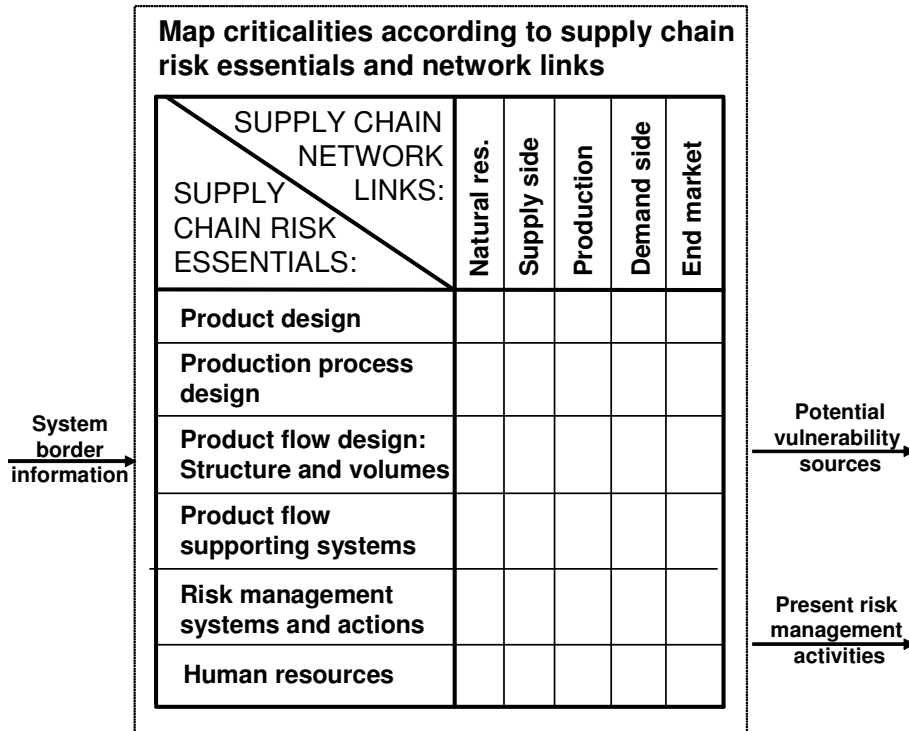 Map criticalities according to supply chain
risk essentials and network links
SUPPLY CHAIN
NETWORK
LINKS:
SUPPLY
CHAIN RISK
ESSENTIALS:
Natural res.
Supply side
Production
Demand side
End market
Product design
Production process
design
Product flow design:
Structure and volumes
Product flow
supporting systems
Risk management
systems and actions
Human resources
System
border
information
Potential
vulnerability
sources
Present risk
management
activities